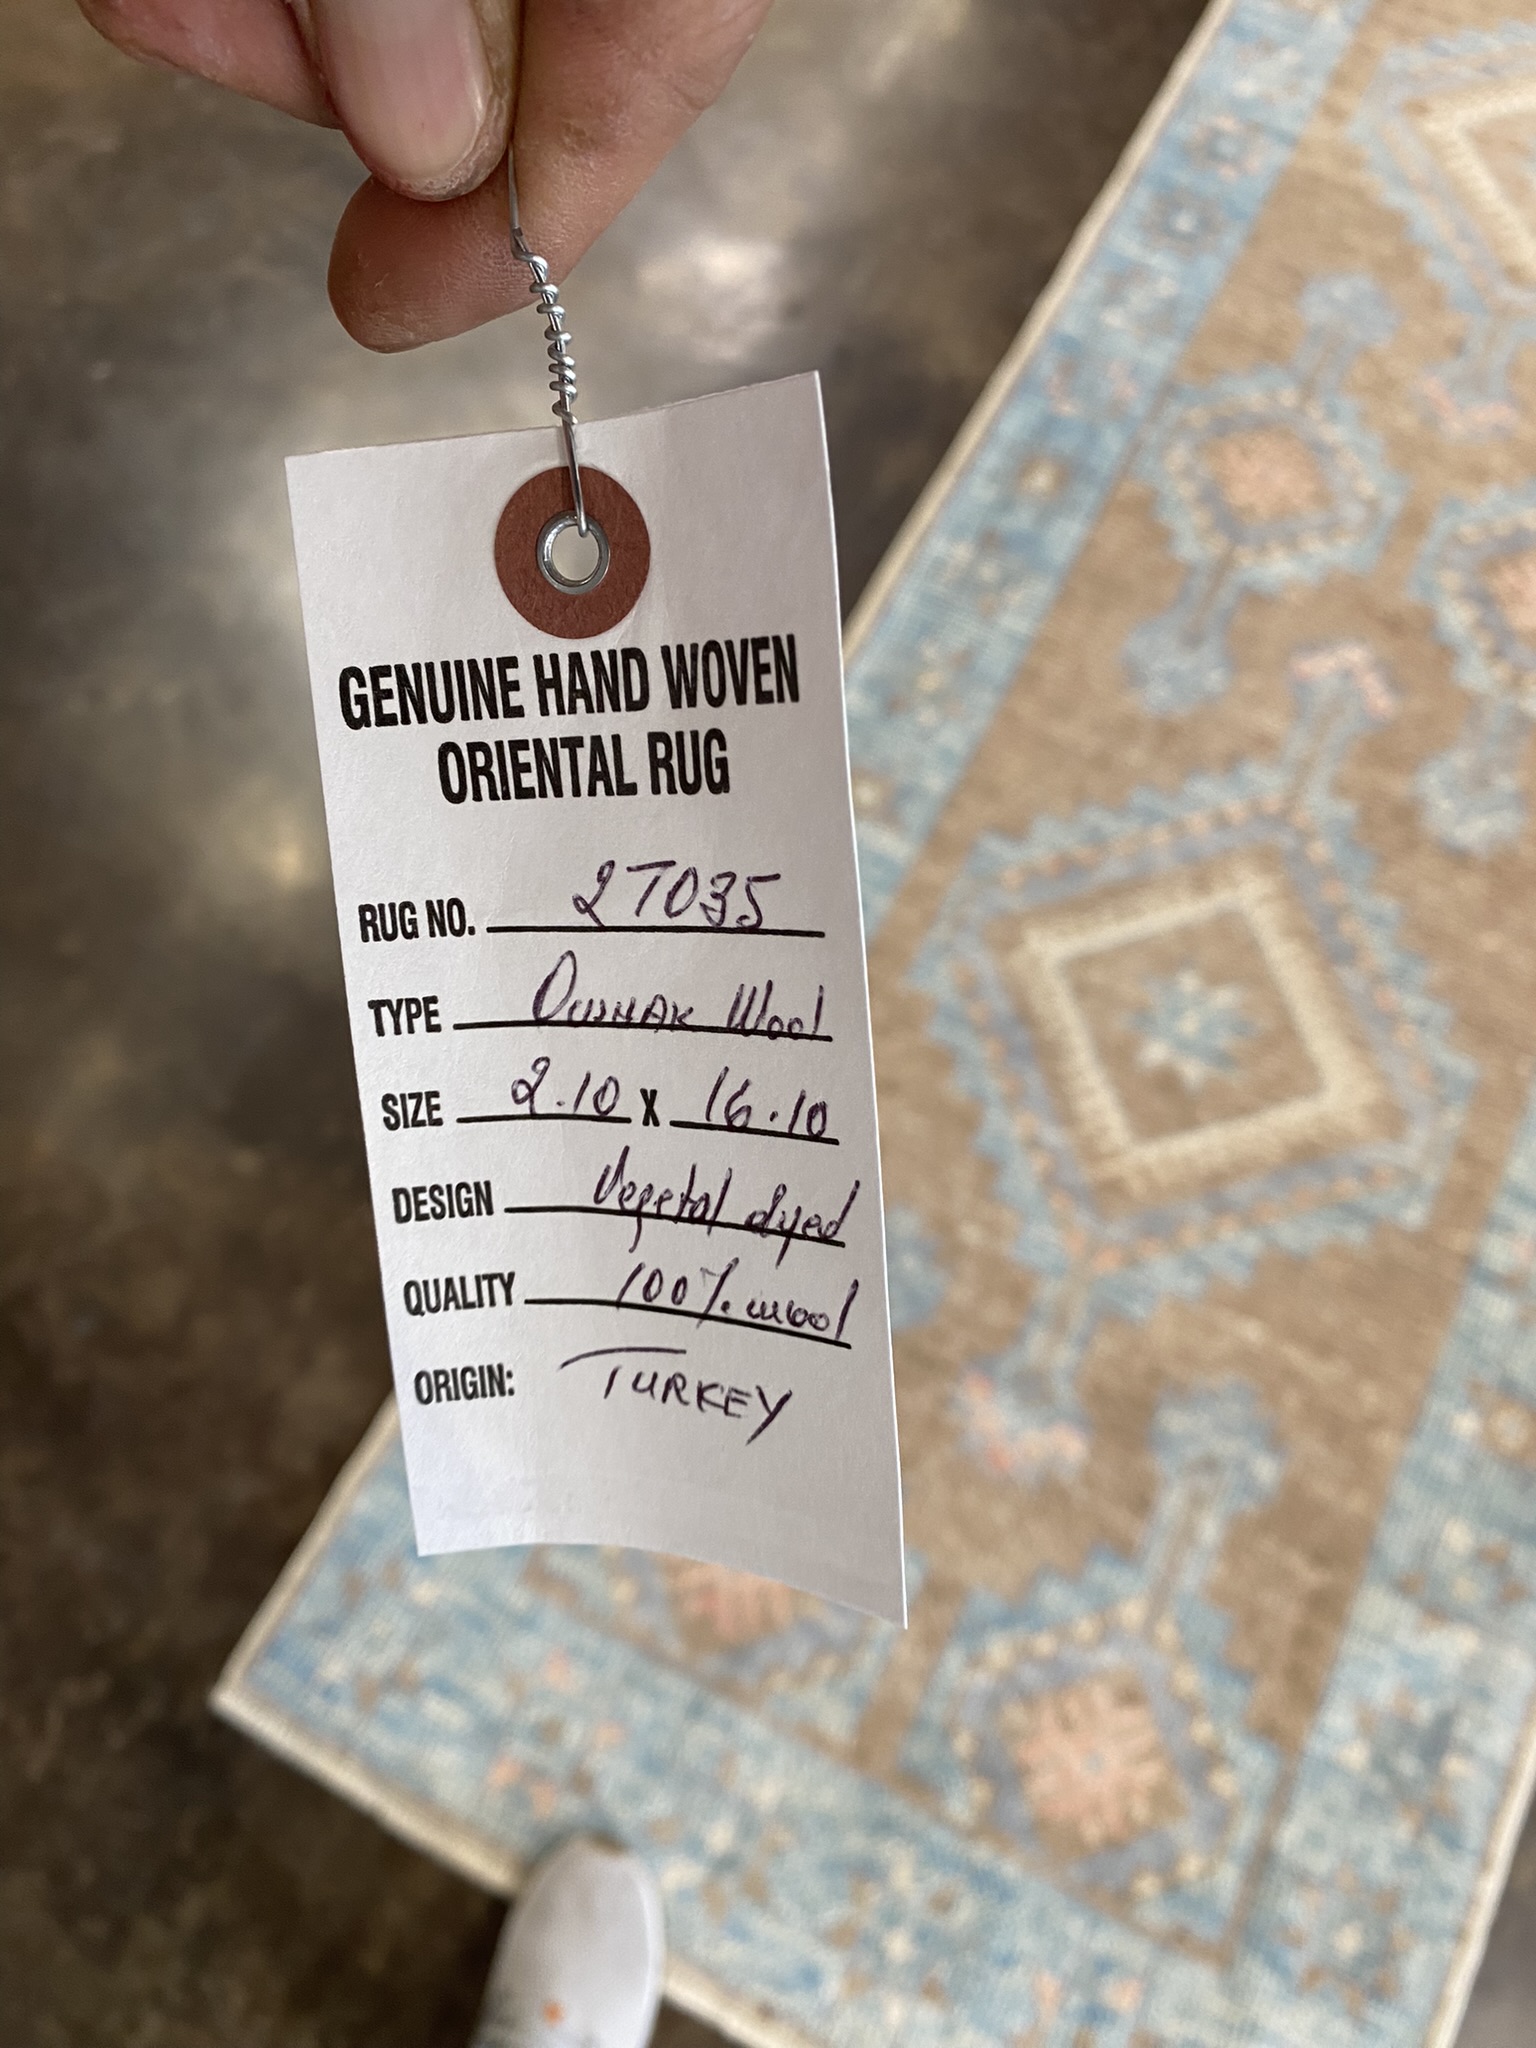 GENUINE HAND WOVEN
ORIENTAL RUG
RUG NO. 27035
TYPE Oushak Wool
SIZE 2.10 X 16.10
DESIGN Vegetal dyed
QUALITY 100% wool
ORIGIN: TURKEY